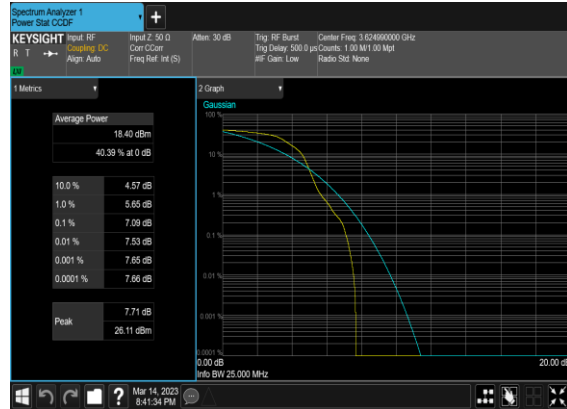 Spectrum Analyzer 1
Power Stat CCDF
KEYSIGHT
R T
Input: RF
Coupling: DC
Align: Auto
Input Z: 50 Ω
Corr CCorr
Freq Ref: Int (S)
Atten: 30 dB
Trig: RF Burst
Trig Delay: 500.0 µs
#IF Gain: Low
Center Freq: 3.624990000 GHz
Counts: 1.00 M/1.00 Mpt
Radio Std: None
1 Metrics
Average Power
18.40 dBm
40.39 % at 0 dB
10.0 % 4.57 dB
1.0 % 5.65 dB
0.1 % 7.09 dB
0.01 % 7.53 dB
0.001 % 7.65 dB
0.0001 % 7.66 dB
Peak
7.71 dB
26.11 dBm
2 Graph
Gaussian
100 %
10 %
1 %
0.1 %
0.01 %
0.001 %
0.0001 %
0.00 dB
20.00 dB
Info BW 25.000 MHz
Mar 14, 2023
8:41:34 PM